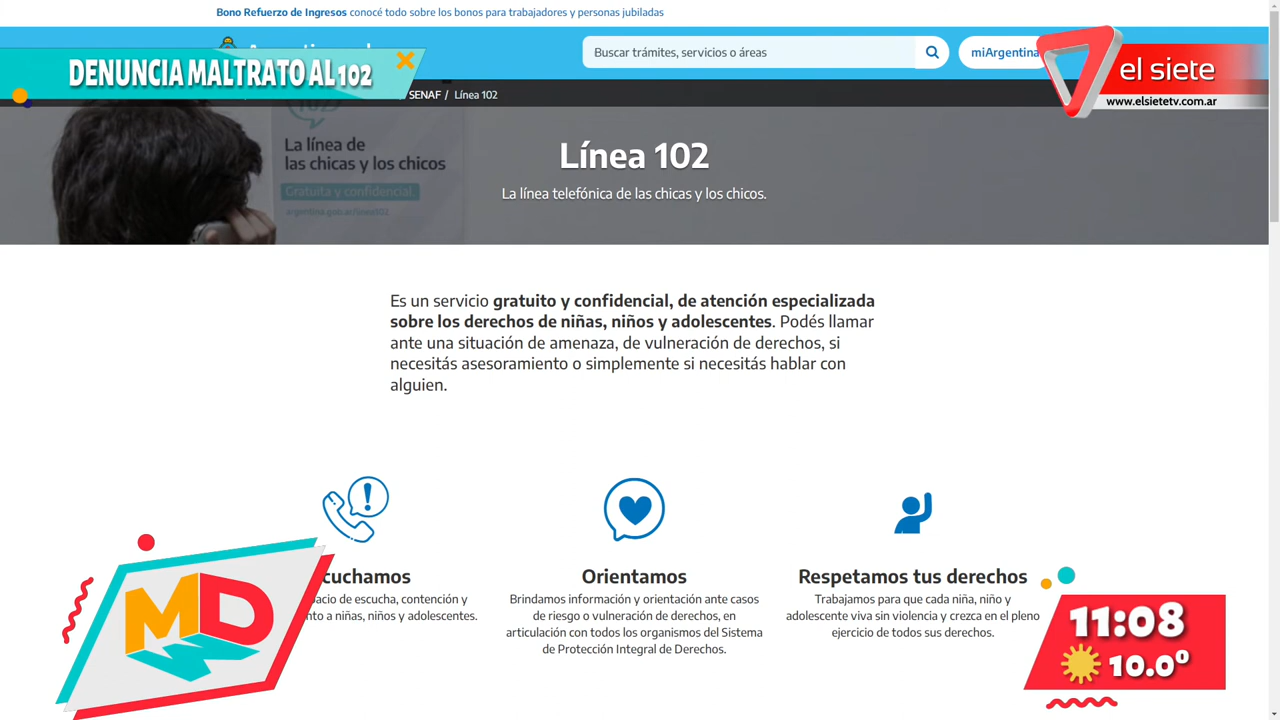 Bono Refuerzo de Ingresos conocé todo sobre los bonos para trabajadores y personas jubiladas
Buscar trámites, servicios o áreas
miArgentina
DENUNCIA MALTRATO AL 102
el siete
www.elsietetv.com.ar
SENAF / Línea 102
La línea de
las chicas y los chicos
Gratuita y confidencial.
argentina.gob.ar/linea102
Línea 102
La línea telefónica de las chicas y los chicos.
Es un servicio gratuito y confidencial, de atención especializada
sobre los derechos de niñas, niños y adolescentes. Podés llamar
ante una situación de amenaza, de vulneración de derechos, si
necesitás asesoramiento o simplemente si necesitás hablar con
alguien.
cuchamos
acio de escucha, contención y
nto a niñas, niños y adolescentes.
Orientamos
Brindamos información y orientación ante casos
de riesgo o vulneración de derechos, en
articulación con todos los organismos del Sistema
de Protección Integral de Derechos.
Respetamos tus derechos
Trabajamos para que cada niña, niño y
adolescente viva sin violencia y crezca en el pleno
ejercicio de todos sus derechos.
MD
11:08
10.0º